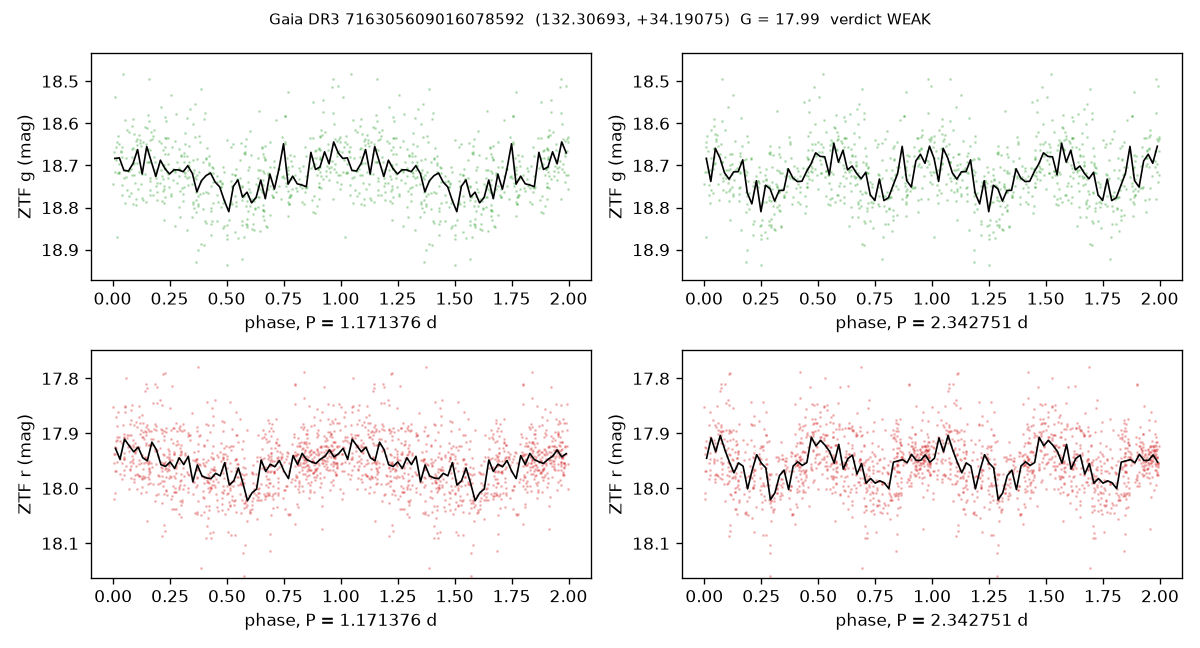 Gaia DR3 716305609016078592  (132.30693, +34.19075)  G = 17.99  verdict WEAK
ZTF g (mag)
18.5
18.6
18.7
18.8
18.9
0.00 0.25 0.50 0.75 1.00 1.25 1.50 1.75 2.00
phase, P = 1.171376 d
ZTF g (mag)
18.5
18.6
18.7
18.8
18.9
0.00 0.25 0.50 0.75 1.00 1.25 1.50 1.75 2.00
phase, P = 2.342751 d
ZTF r (mag)
17.8
17.9
18.0
18.1
0.00 0.25 0.50 0.75 1.00 1.25 1.50 1.75 2.00
phase, P = 1.171376 d
ZTF r (mag)
17.8
17.9
18.0
18.1
0.00 0.25 0.50 0.75 1.00 1.25 1.50 1.75 2.00
phase, P = 2.342751 d